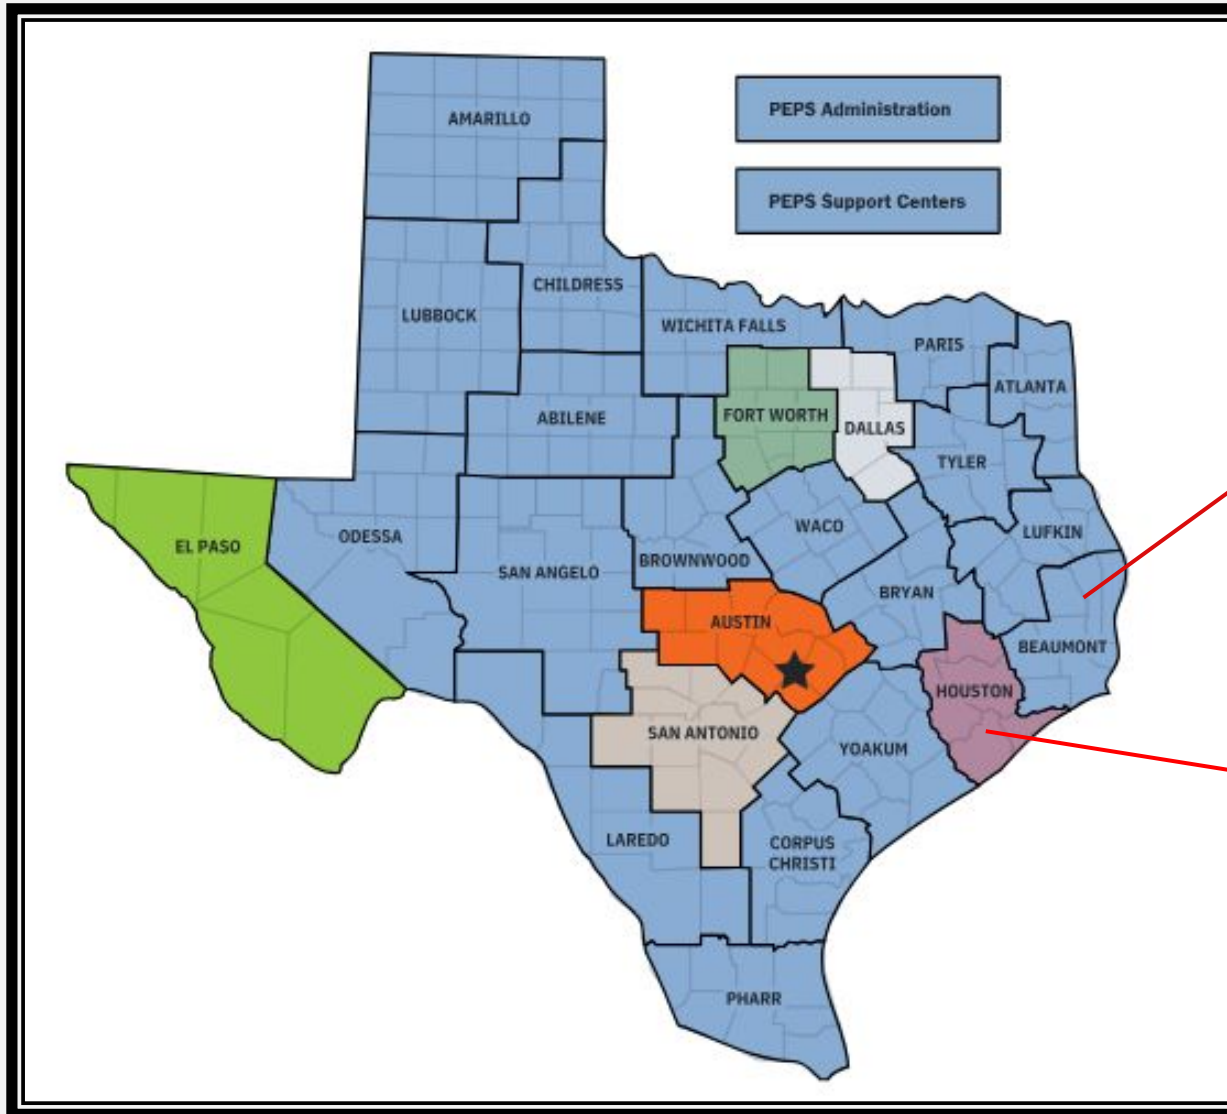 PEPS Administration
AMARILLO
PEPS Support Centers
CHILDRESS
LUBBOCK
WICHITA FALLS
PARIS
ATLANTA
ABILENE
FORT WORTH
DALLAS
TYLER
ODESSA
EL PASO
WACO
LUFKIN
SAN ANGELO
BROWNWOOD
BRYAN
AUSTIN
BEAUMONT
HOUSTON
SAN ANTONIO
YOAKUM
LAREDO
CORPUS
CHRISTI
PHARR